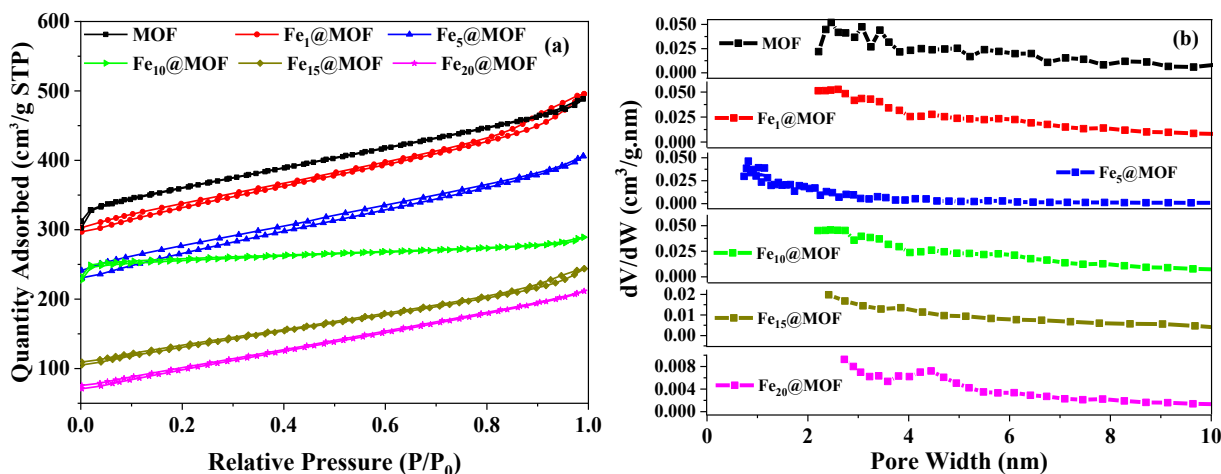 600
500
400
300
200
100
0.0 0.2 0.4 0.6 0.8 1.0
Quantity Adsorbed (cm³/g STP)
Relative Pressure (P/P₀)
MOF Fe₁@MOF Fe₅@MOF
Fe₁₀@MOF Fe₁₅@MOF Fe₂₀@MOF
(a)
(b)
0.050
0.025
0.000
MOF
0.050
0.025
0.000
Fe₁@MOF
0.050
0.025
0.000
Fe₅@MOF
0.050
0.025
0.000
Fe₁₀@MOF
0.02
0.01
0.00
Fe₁₅@MOF
0.008
0.004
0.000
Fe₂₀@MOF
0 2 4 6 8 10
dV/dW (cm³/g.nm)
Pore Width (nm)